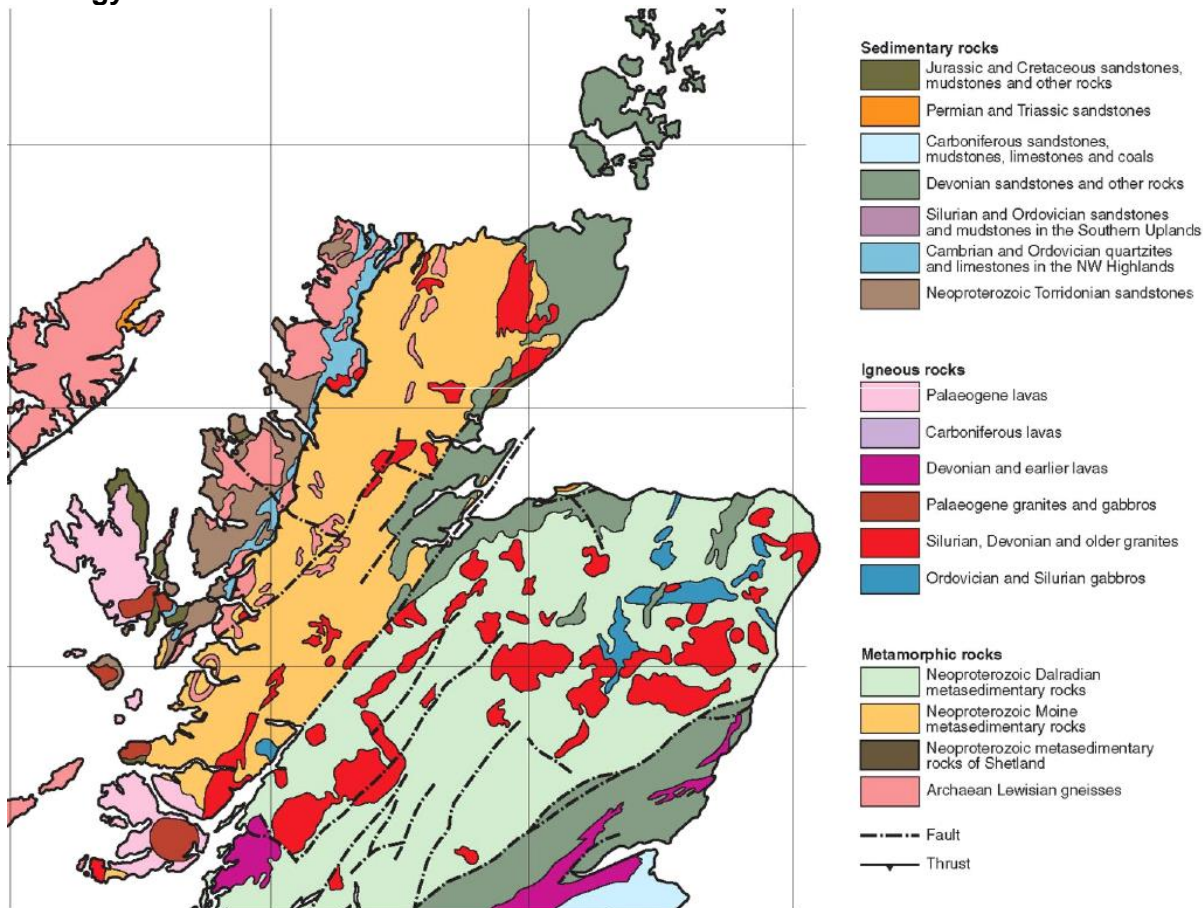 Sedimentary rocks
Jurassic and Cretaceous sandstones,
mudstones and other rocks
Permian and Triassic sandstones
Carboniferous sandstones,
mudstones, limestones and coals
Devonian sandstones and other rocks
Silurian and Ordovician sandstones
and mudstones in the Southern Uplands
Cambrian and Ordovician quartzites
and limestones in the NW Highlands
Neoproterozoic Torridonian sandstones
Igneous rocks
Palaeogene lavas
Carboniferous lavas
Devonian and earlier lavas
Palaeogene granites and gabbros
Silurian, Devonian and older granites
Ordovician and Silurian gabbros
Metamorphic rocks
Neoproterozoic Dalradian
metasedimentary rocks
Neoproterozoic Moine
metasedimentary rocks
Neoproterozoic metasedimentary
rocks of Shetland
Archaean Lewisian gneisses
Fault
Thrust